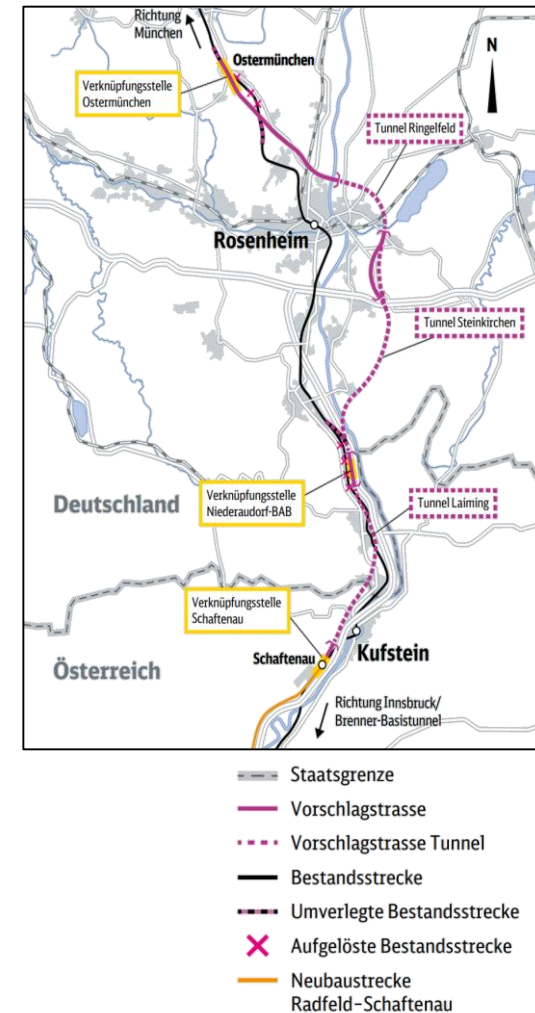 Richtung
München
Ostermünchen
N
Verknüpfungsstelle
Ostermünchen
Tunnel Ringelfeld
Rosenheim
Tunnel Steinkirchen
Deutschland
Verknüpfungsstelle
Niederaudorf-BAB
Tunnel Laiming
Verknüpfungsstelle
Schaftenau
Österreich
Schaftenau
Kufstein
Richtung Innsbruck/
Brenner-Basistunnel
Staatsgrenze
Vorschlagstrasse
Vorschlagstrasse Tunnel
Bestandsstrecke
Umverlegte Bestandsstrecke
Aufgelöste Bestandsstrecke
Neubaustrecke
Radfeld-Schaftenau